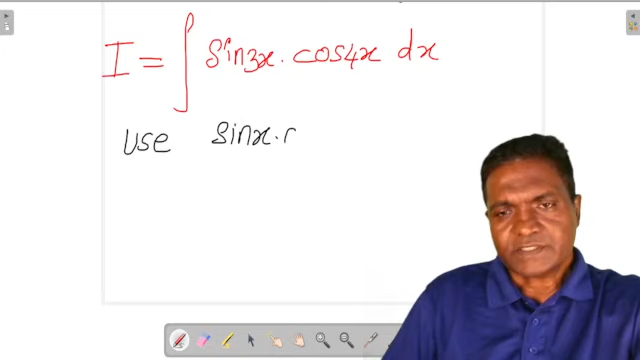 I = ∫ sin3x . cos4x dx
USE sinx .